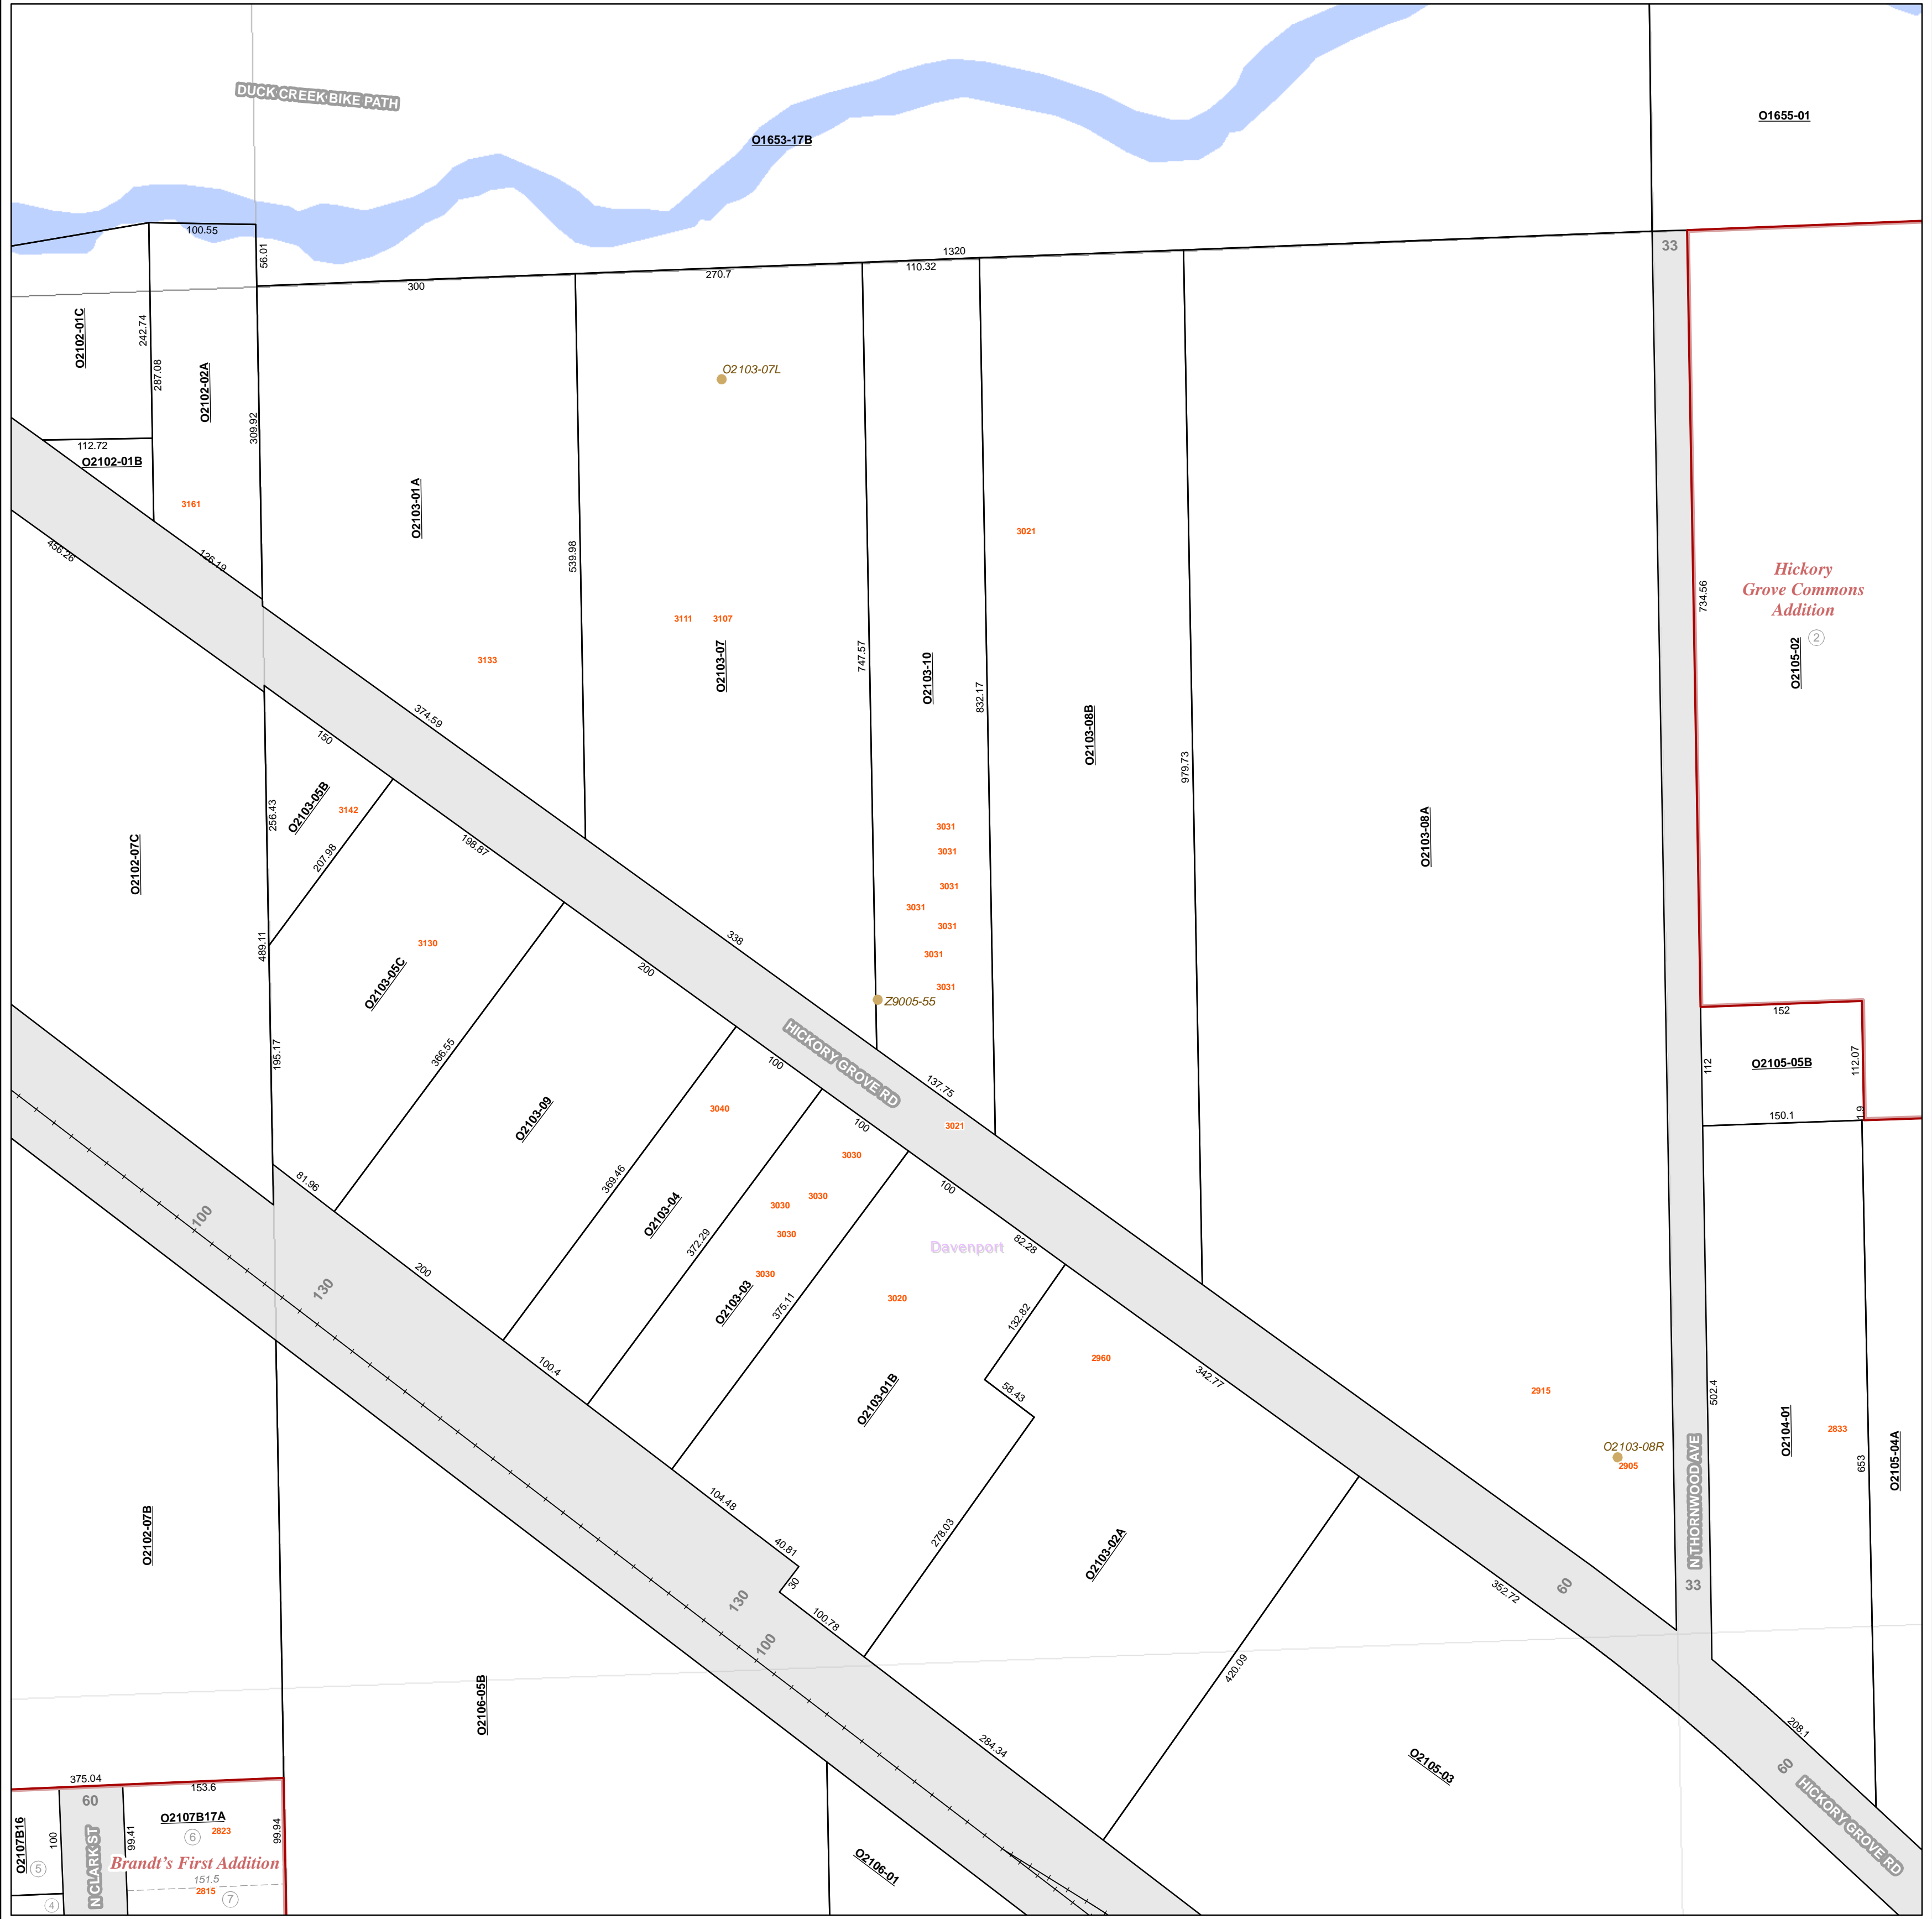 DUCK CREEK BIKE PATH
O1655-01
O1653-17B
100.55
56.01
33
1320
270.7
110.32
300
O2102-01C
242.74
287.08
O2102-02A
309.92
O2103-07L
112.72
O2102-01B
3161
O2103-01A
539.98
3021
456.26
126.19
Hickory
Grove Commons
Addition
2
734.56
O2105-02
3111
3107
O2103-07
747.57
O2103-10
832.17
3133
374.59
150
O2103-08B
979.73
O2103-08A
O2102-07C
256.43
O2103-05B
3142
207.98
198.87
3031
3031
3031
3031
3031
3031
3031
489.11
3130
O2103-05C
338
200
Z9005-55
152
195.17
366.55
HICKORY GROVE RD
100
137.75
112
O2105-05B
112.07
150.1
1.9
O2103-09
3040
100
3021
3030
81.96
100
369.46
O2103-04
3030
3030
3030
3030
372.29
O2103-03
100
130
200
100
82.28
Davenport
375.11
3020
132.82
2960
342.77
100.4
58.43
O2103-01B
2915
502.4
O2104-01
2833
653
O2105-04A
O2103-08R
2905
N THORNWOOD AVE
33
O2102-07B
104.48
278.03
O2103-02A
40.81
30
130
100
100.78
60
352.72
O2106-05B
420.09
284.34
O2105-03
208.1
60
HICKORY GROVE RD
375.04
153.6
60
O2107B16
100
N CLARK ST
99.41
O2107B17A
6
2823
99.94
5
Brandt's First Addition
151.5
2815
7
4
O2106-01